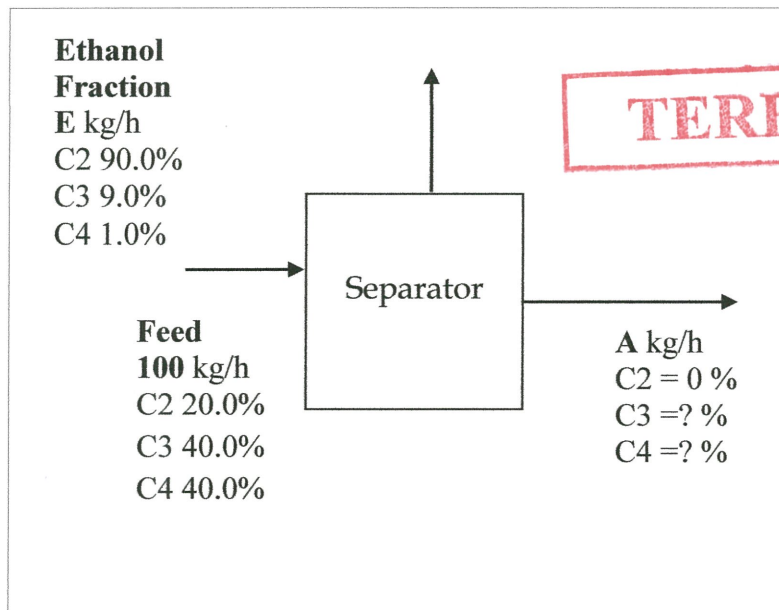 Ethanol
Fraction
E kg/h
C2 90.0%
C3 9.0%
C4 1.0%
Separator
Feed
100 kg/h
C2 20.0%
C3 40.0%
C4 40.0%
A kg/h
C2 = 0 %
C3 =? %
C4 =? %